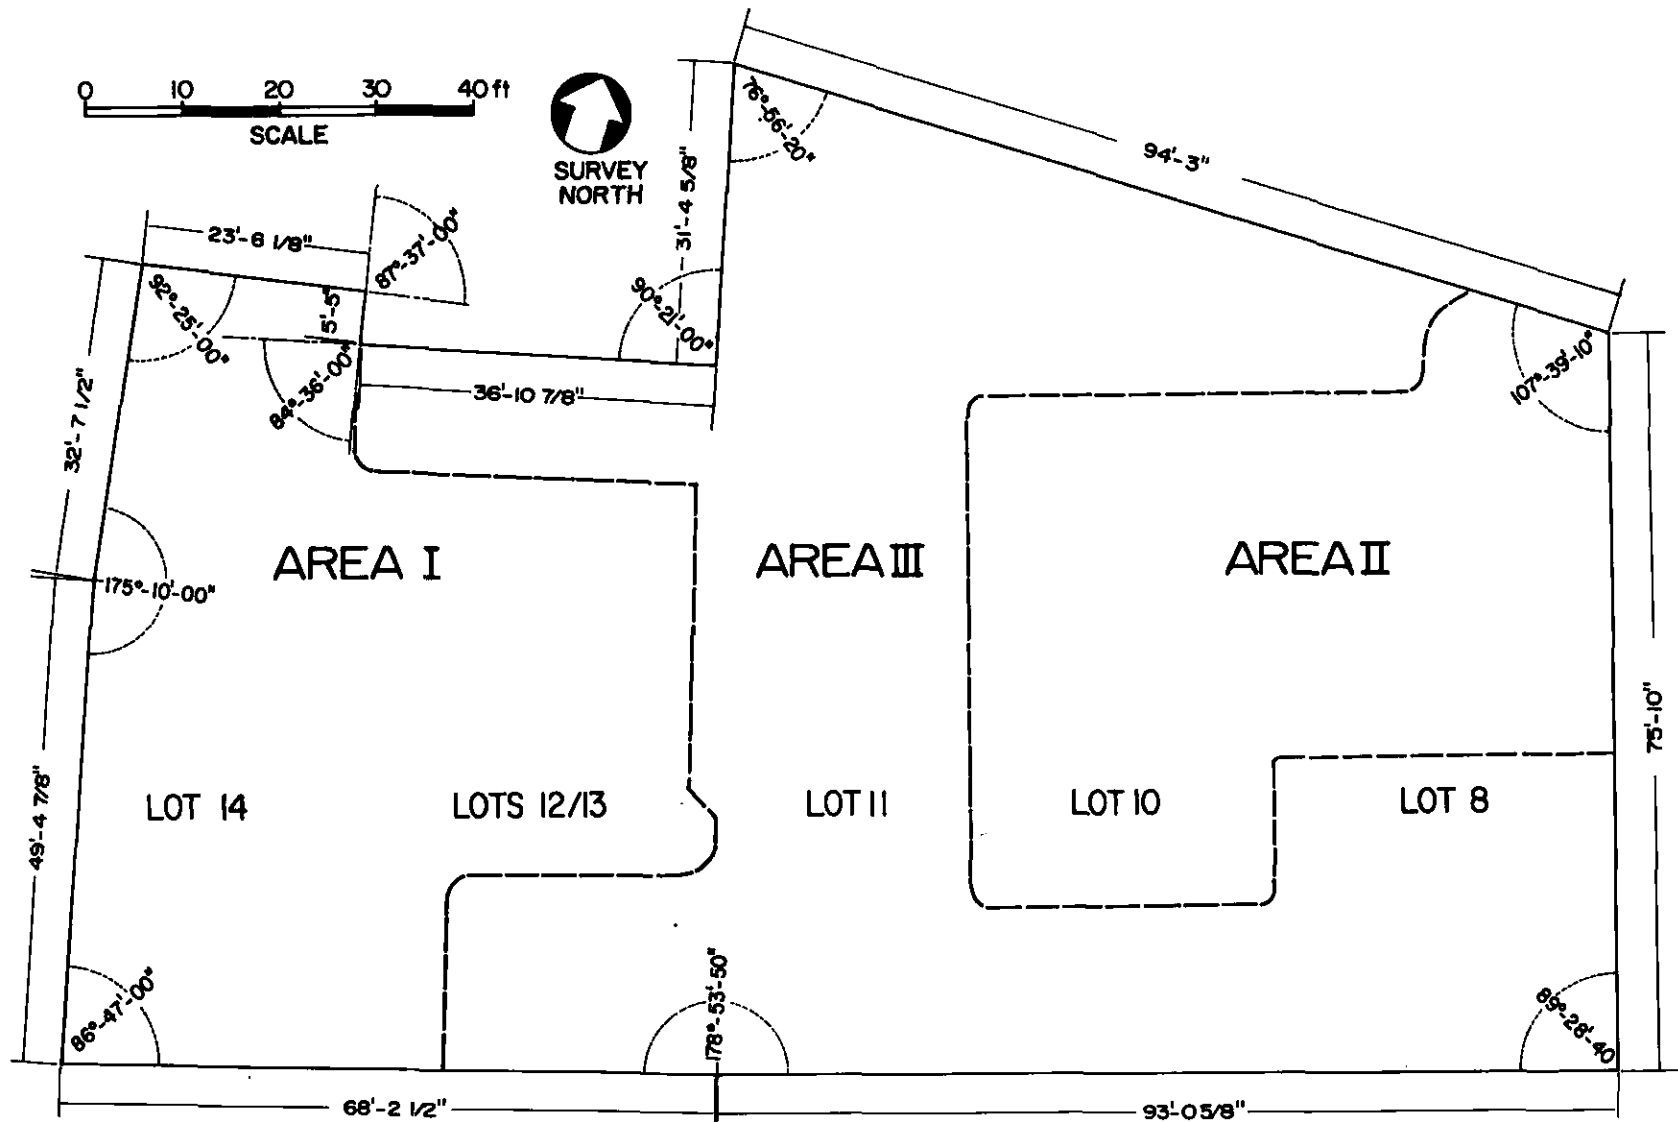 0 10 20 30 40 ft
SCALE
SURVEY
NORTH
94'-3"
76°-56'-20"
31'-4 5/8"
23'-6 1/8"
87°-37'-00"
92°-25'-00"
5'-5"
90°-21'-00"
84°-36'-00"
36'-10 7/8"
107°-39'-10"
32'-7 1/2"
AREA I
AREA III
AREA II
175°-10'-00"
75'-10"
49'-4 7/8"
LOT 14
LOTS 12/13
LOT 11
LOT 10
LOT 8
86°-47'-00"
178°-53'-50"
89°-28'-40
68'-2 1/2"
93'-0 5/8"